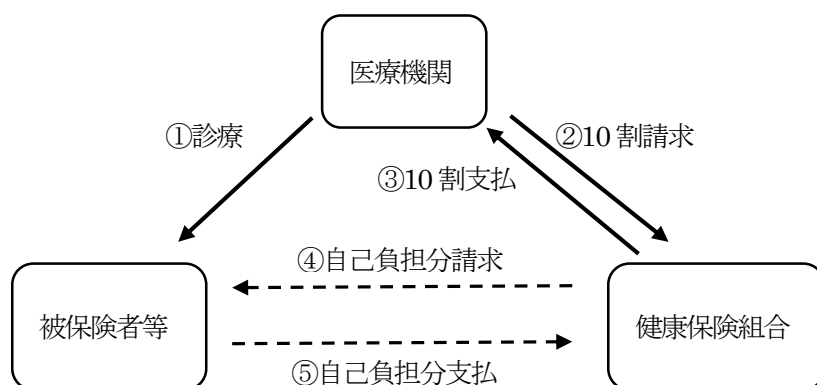 医療機関
①診療
②10 割請求
③10 割支払
④自己負担分請求
被保険者等
健康保険組合
⑤自己負担分支払